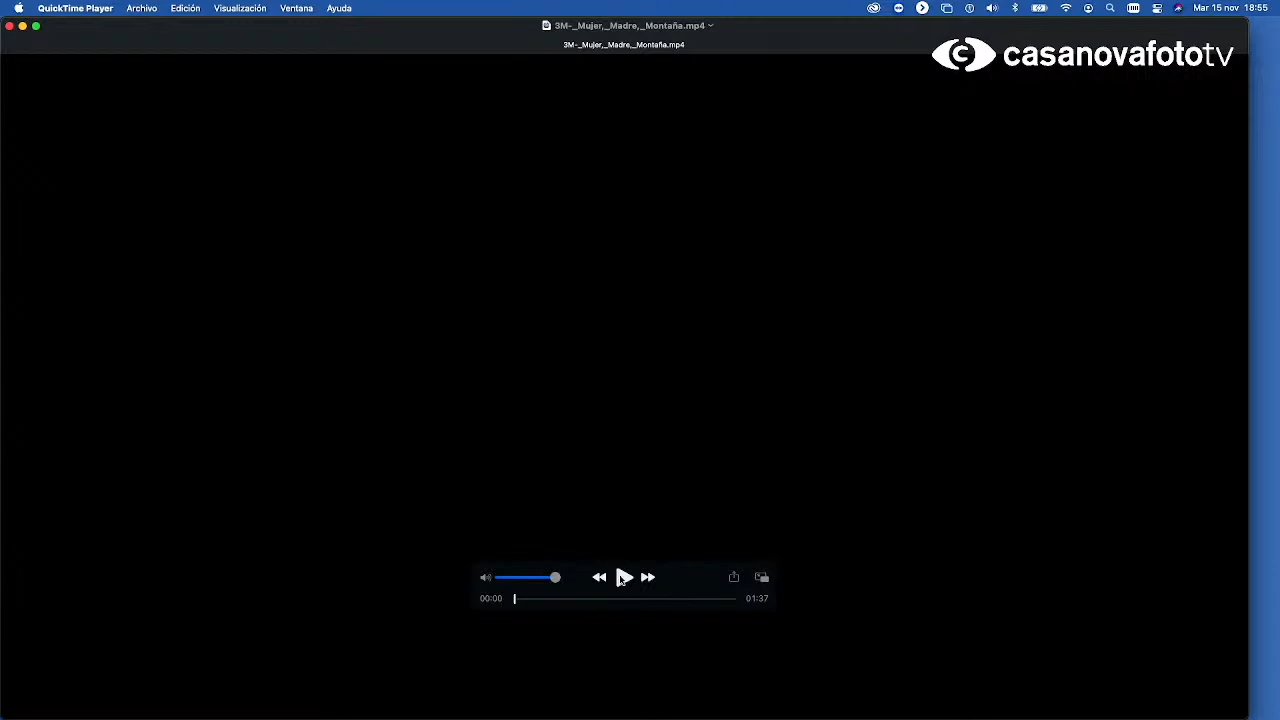 QuickTime Player Archivo Edición Visualización Ventana Ayuda Mar 15 nov 18:55
3M-_Mujer,_Madre,_Montaña.mp4
3M-_Mujer,_Madre,_Montaña.mp4
casanovafototv
00:00 01:37